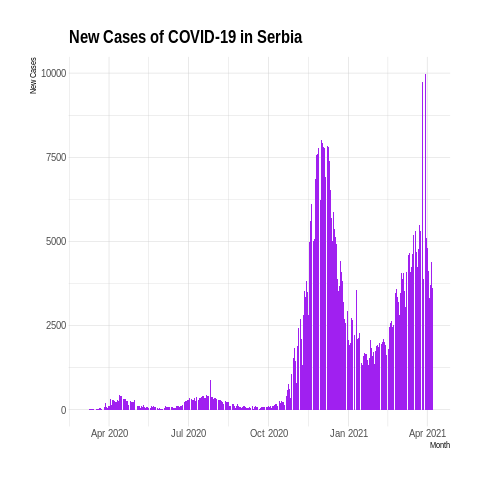 New Cases of COVID-19 in Serbia
New Cases
10000
7500
5000
2500
0
Apr 2020 Jul 2020 Oct 2020 Jan 2021 Apr 2021
Month